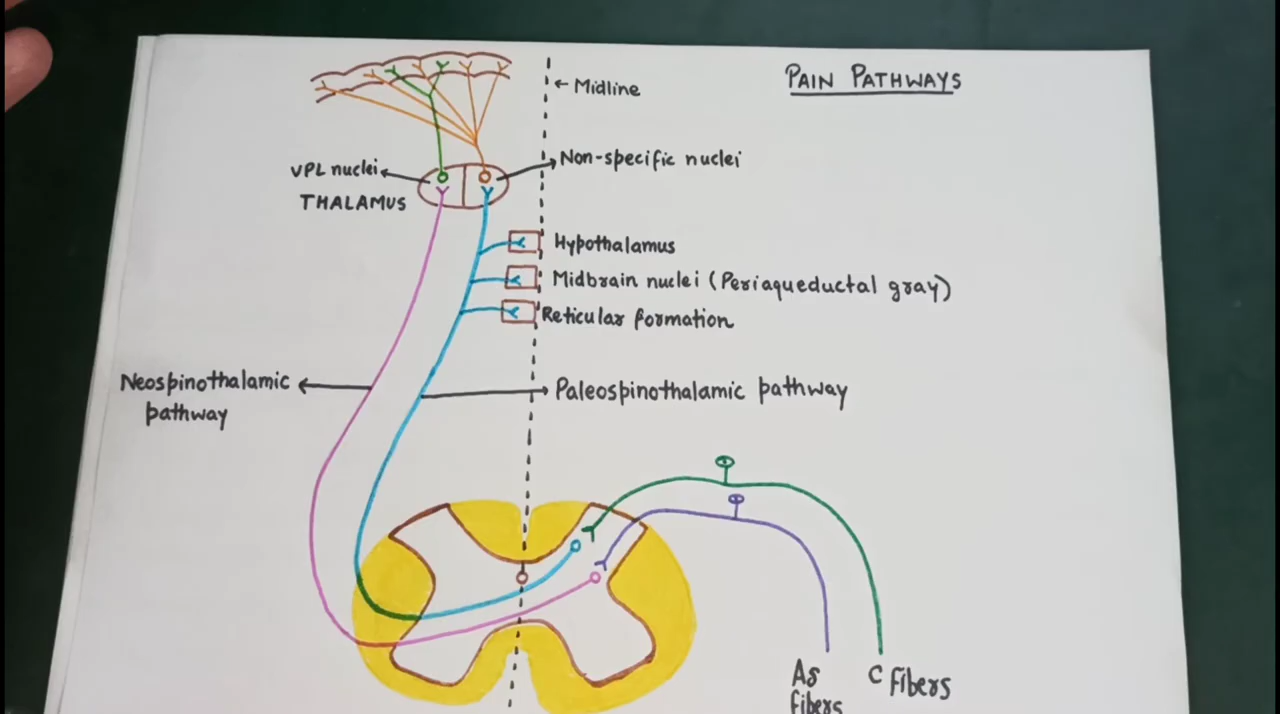 PAIN PATHWAYS
← Midline
VPL nuclei
THALAMUS
Non-specific nuclei
Hypothalamus
Midbrain nuclei (Periaqueductal gray)
Reticular formation
Neospinothalamic
pathway
Paleospinothalamic pathway
Aδ
fibers
C fibers